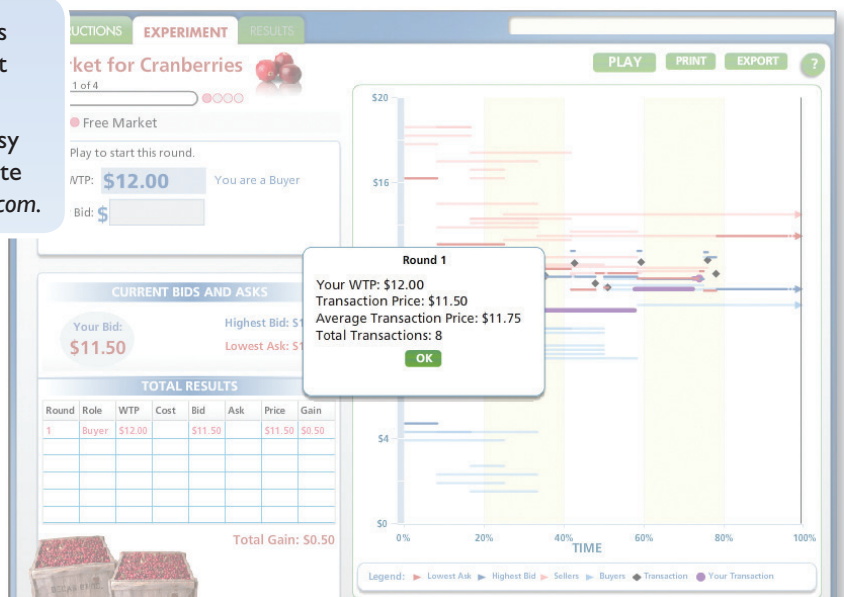 s
t
sy
te
com.
UCTIONS
EXPERIMENT
RESULTS
ket for Cranberries
1 of 4
Free Market
Play to start this round.
WTP: $12.00
You are a Buyer
Bid: $
CURRENT BIDS AND ASKS
Your Bid:
$11.50
Highest Bid: $1
Lowest Ask: $1
TOTAL RESULTS
Round Role WTP Cost Bid Ask Price Gain
1 Buyer $12.00 $11.50 $11.50 $0.50
Total Gain: $0.50
PLAY
PRINT
EXPORT
?
$20
$16
$4
$0
0% 20% 40% 60% 80% 100%
TIME
Legend: Lowest Ask Highest Bid Sellers Buyers Transaction Your Transaction
Round 1
Your WTP: $12.00
Transaction Price: $11.50
Average Transaction Price: $11.75
Total Transactions: 8
OK